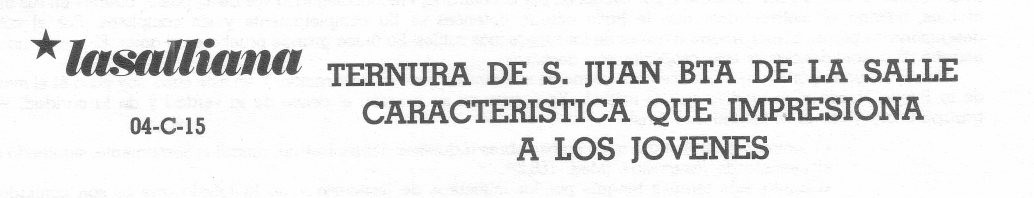 ★ lasalliana
04-C-15
TERNURA DE S. JUAN BTA DE LA SALLE
CARACTERISTICA QUE IMPRESIONA
A LOS JOVENES